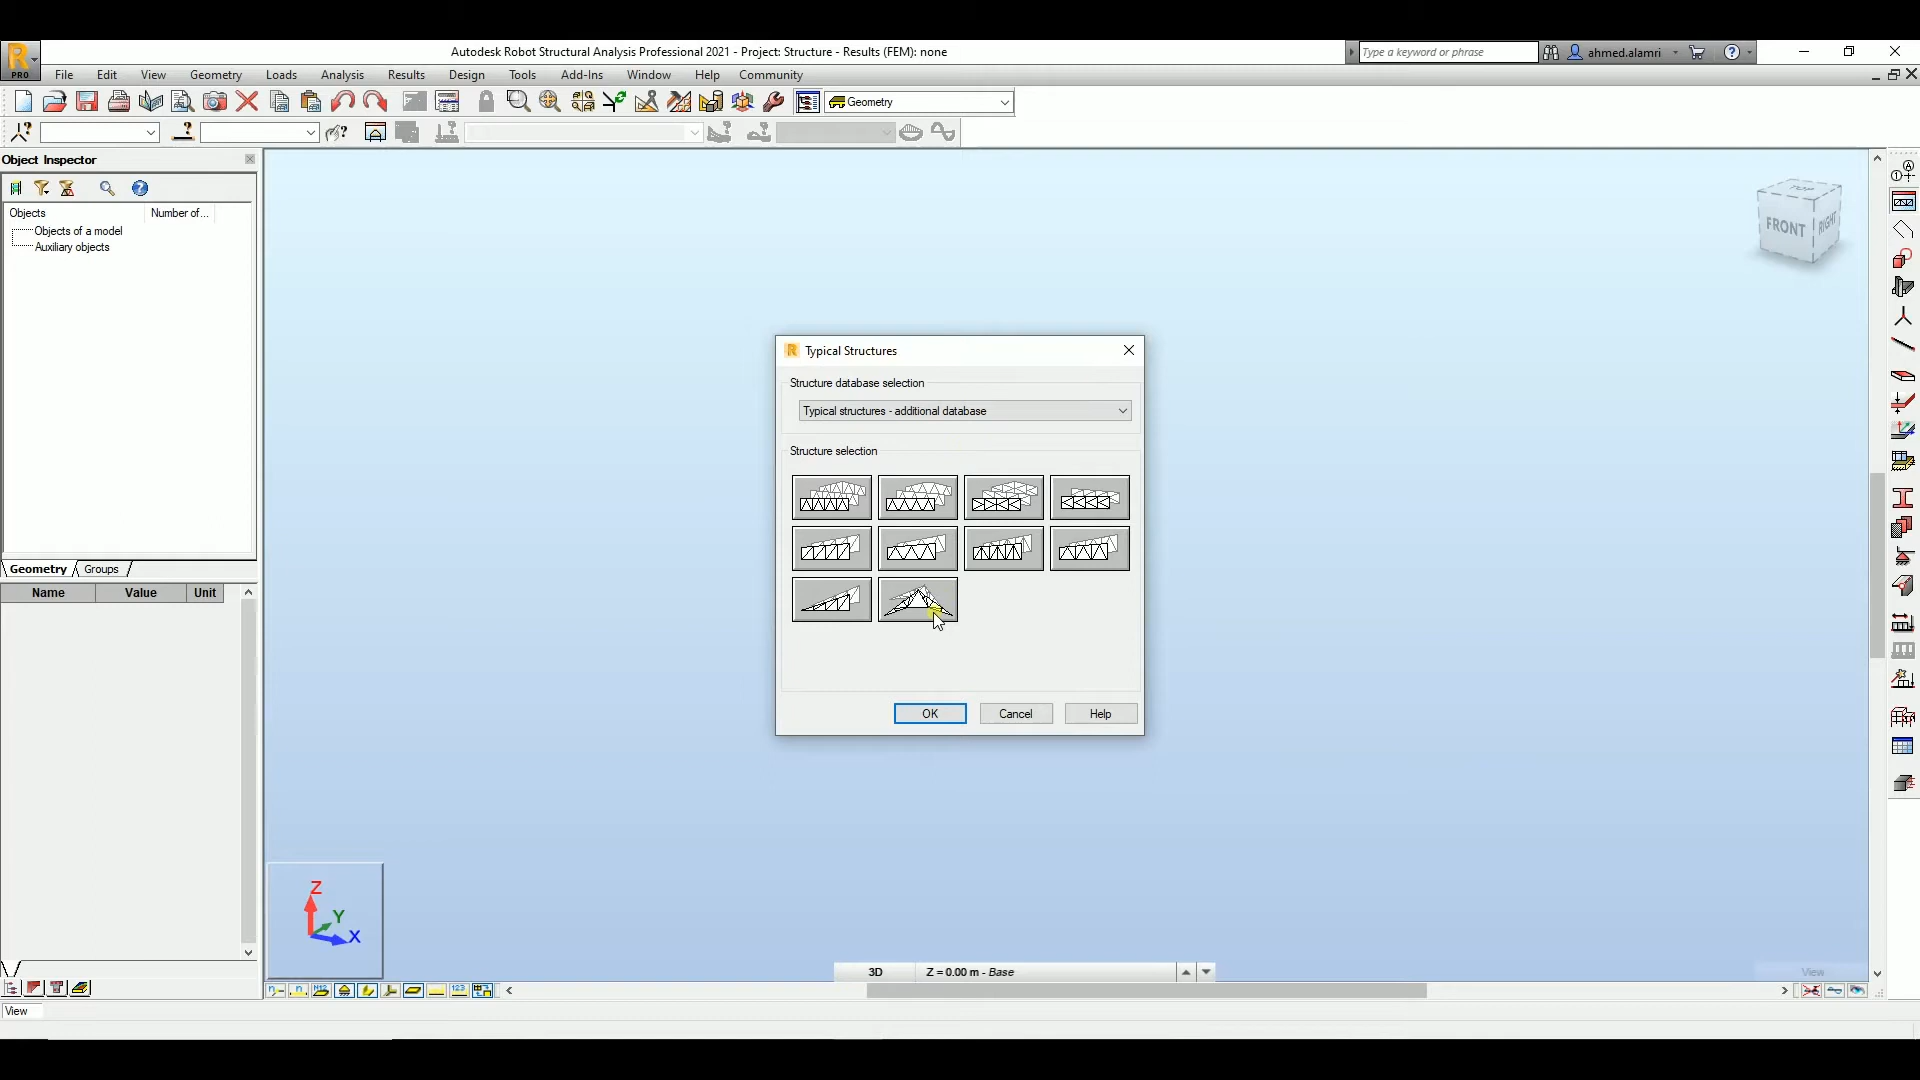 Autodesk Robot Structural Analysis Professional 2021 - Project: Structure - Results (FEM): none
Type a keyword or phrase
ahmed.alamri
PRO
File Edit View Geometry Loads Analysis Results Design Tools Add-Ins Window Help Community
Geometry
Object Inspector
Objects Number of...
Objects of a model
Auxiliary objects
Geometry Groups
Name Value Unit
TOP
FRONT
RIGHT
Typical Structures
Structure database selection
Typical structures - additional database
Structure selection
OK Cancel Help
Z
Y
X
3D Z = 0.00 m - Base
View
View